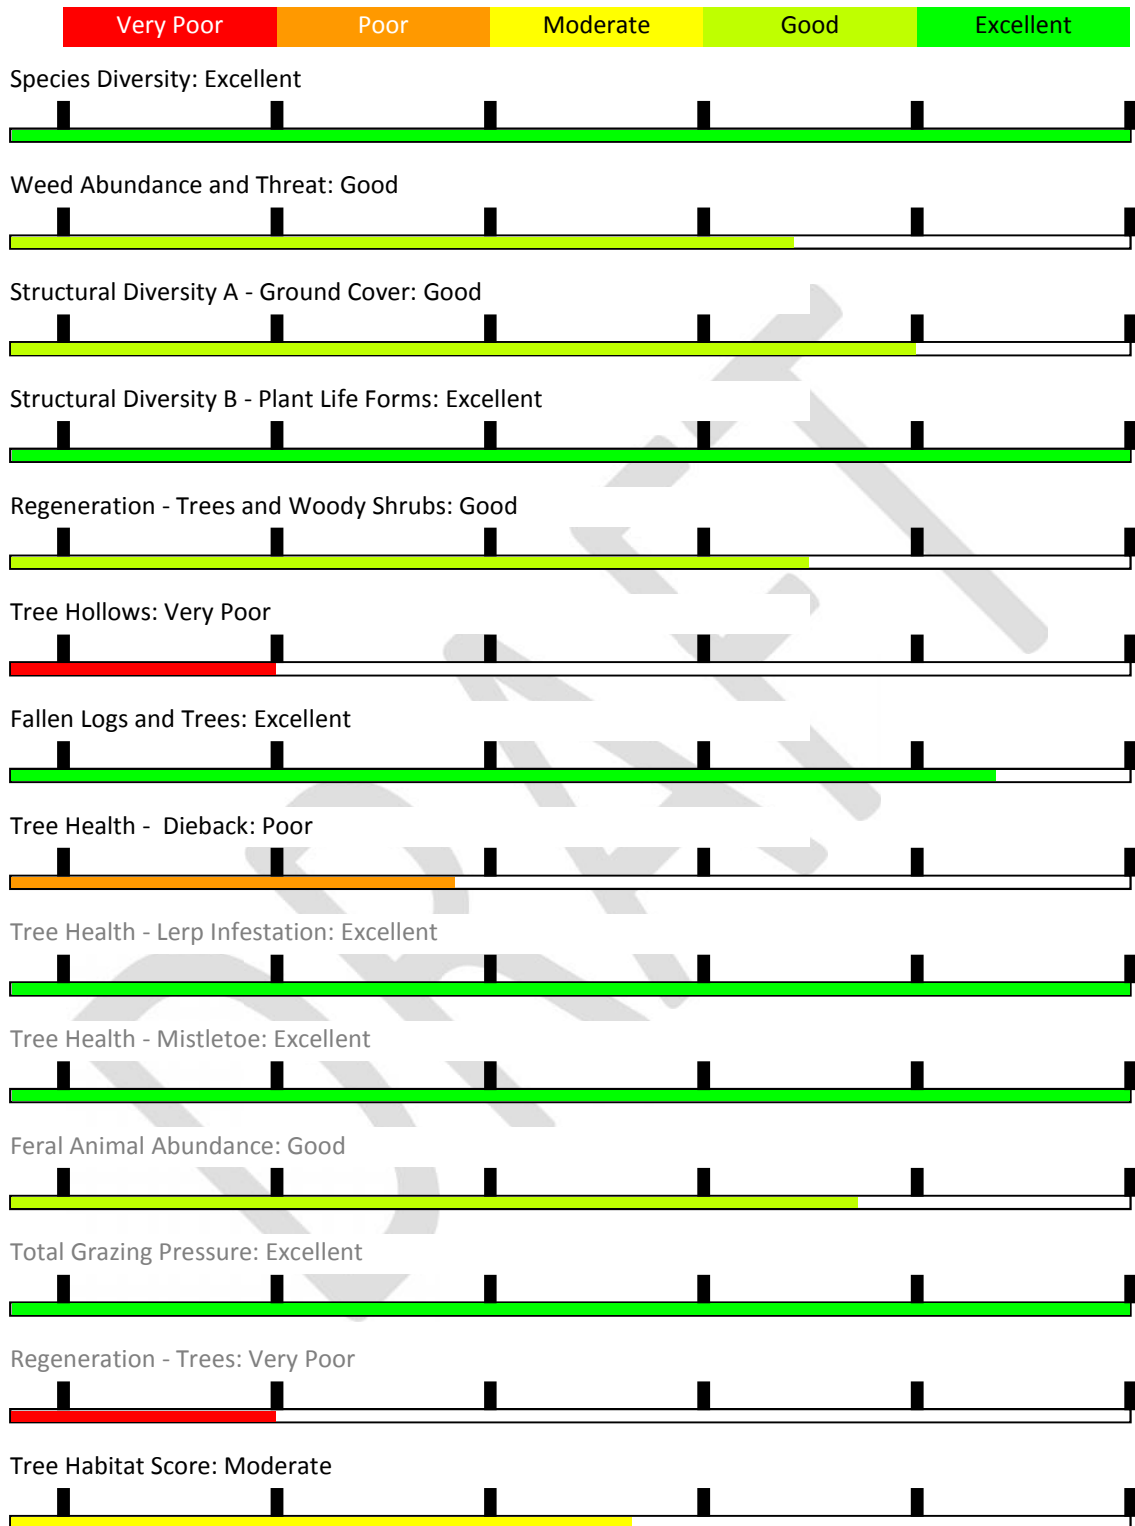 Very Poor Poor Moderate Good Excellent
Species Diversity: Excellent
Weed Abundance and Threat: Good
Structural Diversity A - Ground Cover: Good
Structural Diversity B - Plant Life Forms: Excellent
Regeneration - Trees and Woody Shrubs: Good
Tree Hollows: Very Poor
Fallen Logs and Trees: Excellent
Tree Health -  Dieback: Poor
Tree Health - Lerp Infestation: Excellent
Tree Health - Mistletoe: Excellent
Feral Animal Abundance: Good
Total Grazing Pressure: Excellent
Regeneration - Trees: Very Poor
Tree Habitat Score: Moderate
DRAFT